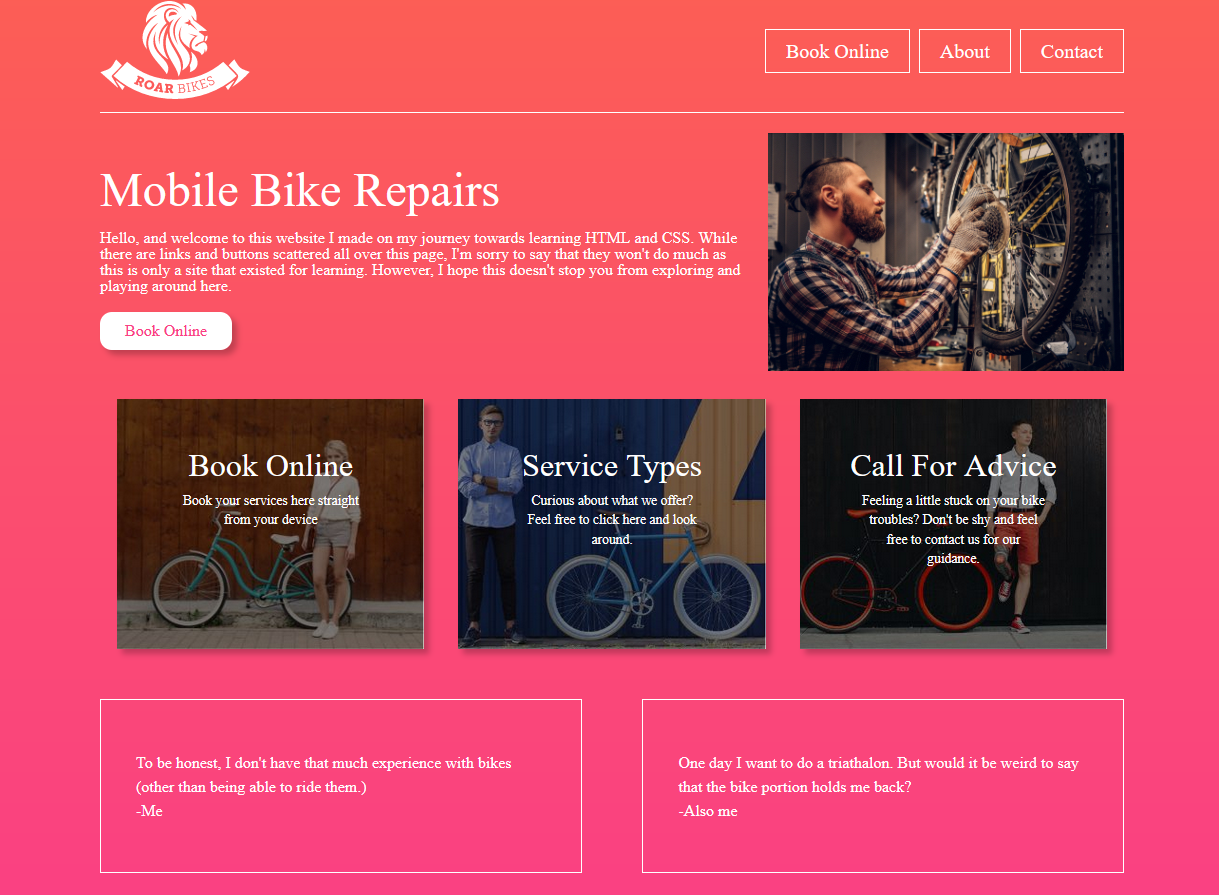 ROAR BIKES
Book Online
About
Contact
Mobile Bike Repairs
Hello, and welcome to this website I made on my journey towards learning HTML and CSS. While
there are links and buttons scattered all over this page, I'm sorry to say that they won't do much as
this is only a site that existed for learning. However, I hope this doesn't stop you from exploring and
playing around here.
Book Online
Book Online
Book your services here straight
from your device
Service Types
Curious about what we offer?
Feel free to click here and look
around.
Call For Advice
Feeling a little stuck on your bike
troubles? Don't be shy and feel
free to contact us for our
guidance.
To be honest, I don't have that much experience with bikes
(other than being able to ride them.)
-Me
One day I want to do a triathalon. But would it be weird to say
that the bike portion holds me back?
-Also me